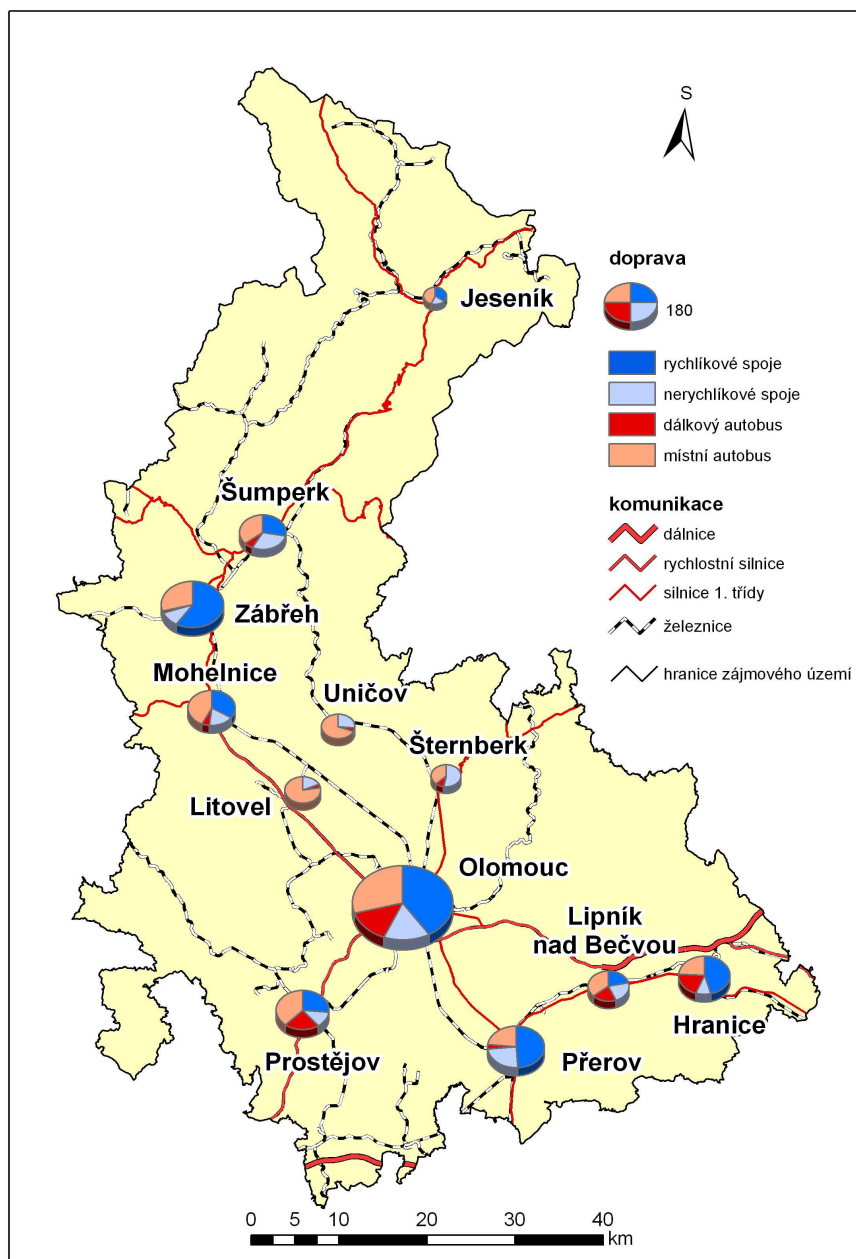 S
doprava
180
rychlíkové spoje
nerychlíkové spoje
dálkový autobus
místní autobus
komunikace
dálnice
rychlostní silnice
silnice 1. třídy
železnice
hranice zájmového území
Jeseník
Šumperk
Zábřeh
Mohelnice
Uničov
Šternberk
Litovel
Olomouc
Lipník
nad Bečvou
Hranice
Prostějov
Přerov
0 5 10 20 30 40
km